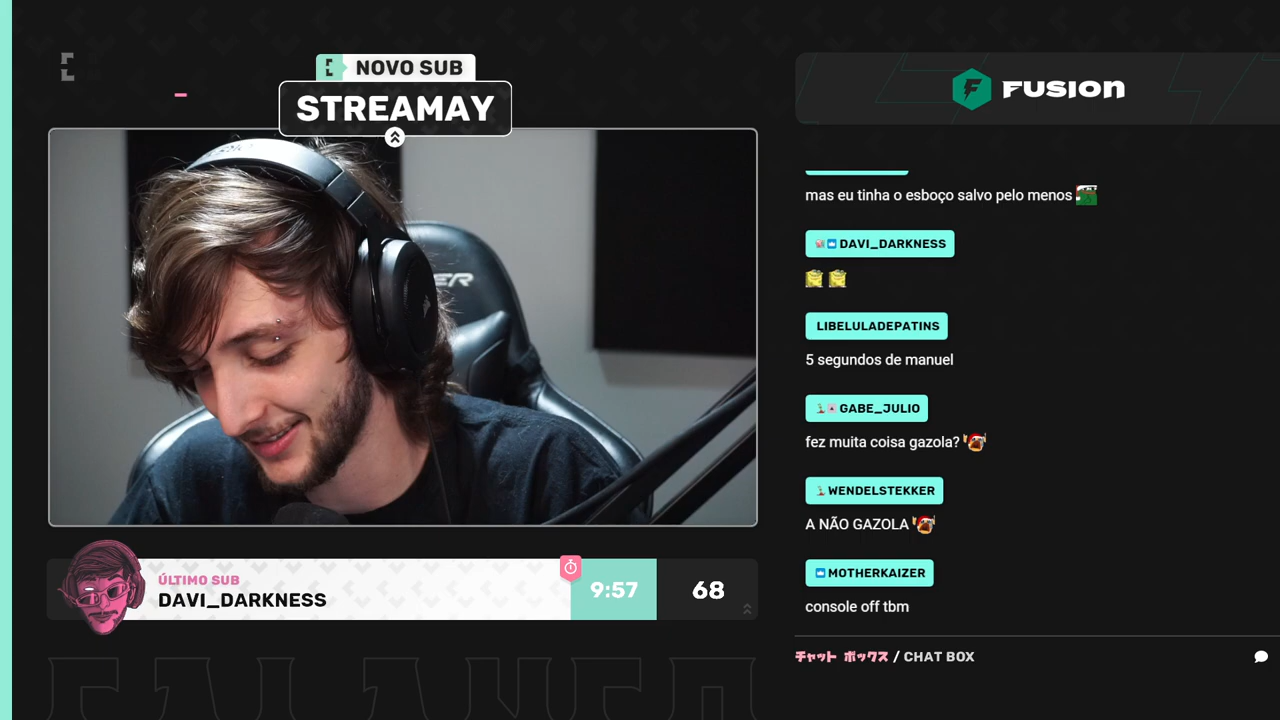 NOVO SUB
STREAMAY
FUSION
mas eu tinha o esboço salvo pelo menos
DAVI_DARKNESS
LIBELULADEPATINS
5 segundos de manuel
GABE_JULIO
fez muita coisa gazola?
WENDELSTEKKER
A NÃO GAZOLA
MOTHERKAIZER
console off tbm
ÚLTIMO SUB
DAVI_DARKNESS
9:57
68
チャット ボックス / CHAT BOX